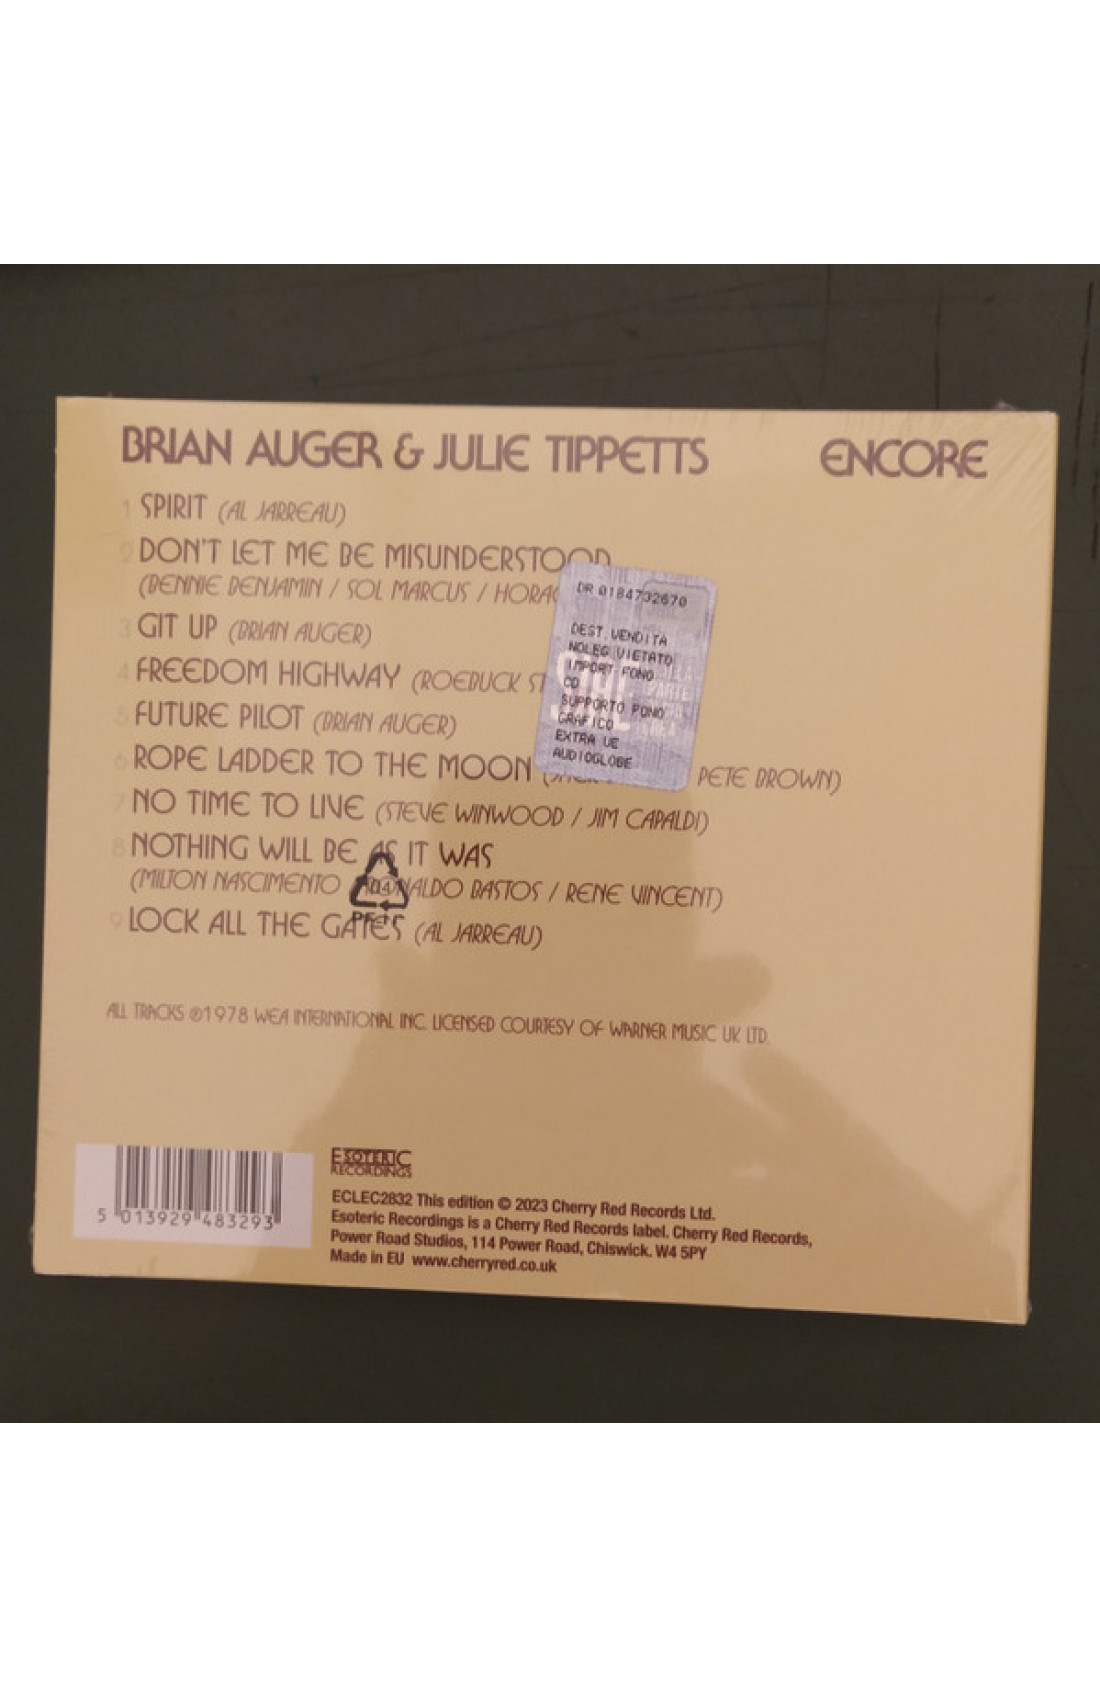 BRIAN AUGER & JULIE TIPPETTS ENCORE
1 SPIRIT (AL JARREAU)
2 DON'T LET ME BE MISUNDERSTOOD
(BENNIE BENJAMIN / SOL MARCUS /
3 GIT UP (BRIAN AUGER)
4 FREEDOM HIGHWAY (ROEBUCK
5 FUTURE PILOT (BRIAN AUGER)
6 ROPE LADDER TO THE MOON PETE BROWN)
7 NO TIME TO LIVE (STEVE WINWOOD / JIM CAPALDI)
8 NOTHING WILL BE AS IT WAS
(MILTON NASCIMENTO / RONALDO BASTOS / RENE VINCENT)
9 LOCK ALL THE GATES (AL JARREAU)
DR 0184732670
DEST.VENDITA
NOLEG VIETATO
IMPORT FONO
CD
SUPPORTO FONO
GRAFICO
EXTRA UE
AUDIOGLOBE
SIAE
04
ALL TRACKS ℗1978 WEA INTERNATIONAL INC. LICENSED COURTESY OF WARNER MUSIC UK LTD.
5 013929 483293
ESOTERIC
RECORDINGS
ECLEC2832 This edition © 2023 Cherry Red Records Ltd.
Esoteric Recordings is a Cherry Red Records label. Cherry Red Records,
Power Road Studios, 114 Power Road, Chiswick. W4 5PY
Made in EU www.cherryred.co.uk